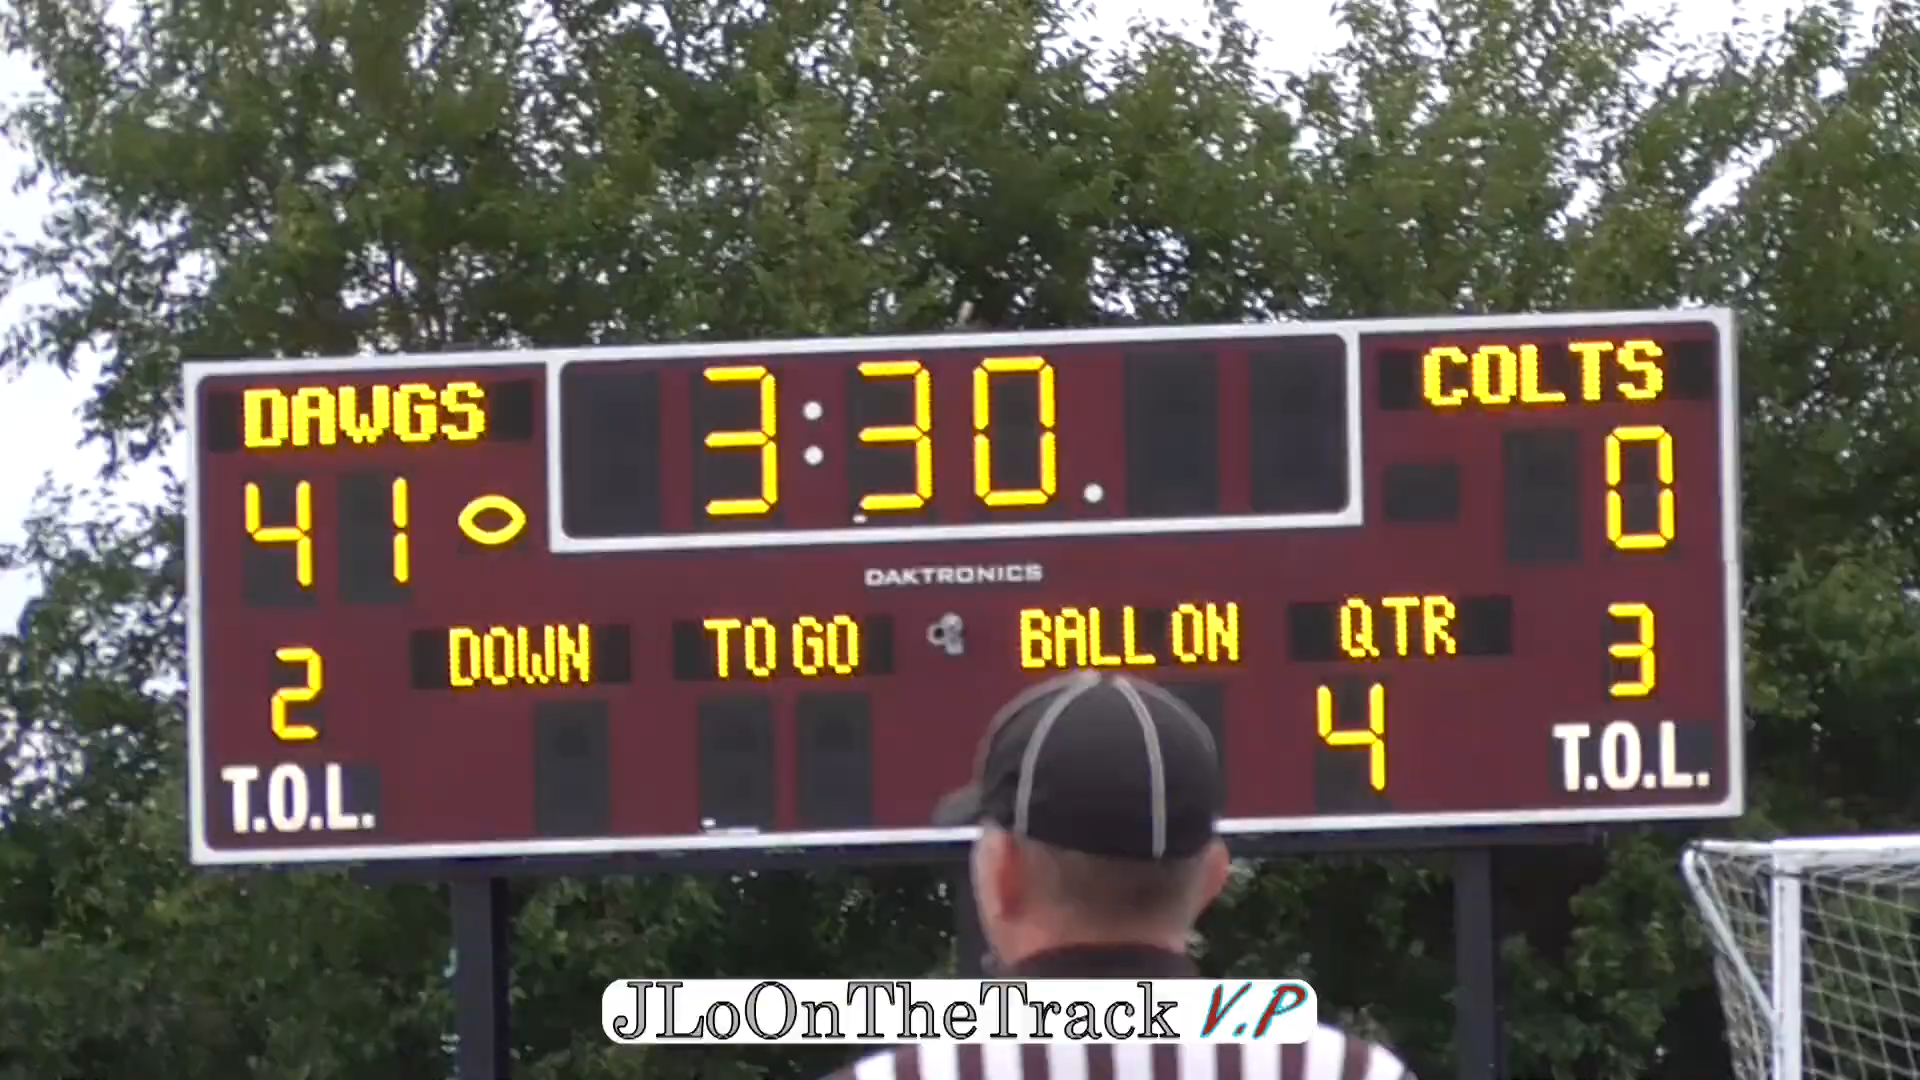 DAWGS 3:30. COLTS
41 0
DAKTRONICS
DOWN TO GO BALL ON QTR
2 4 3
T.O.L. T.O.L.
JLoOnTheTrack V.P